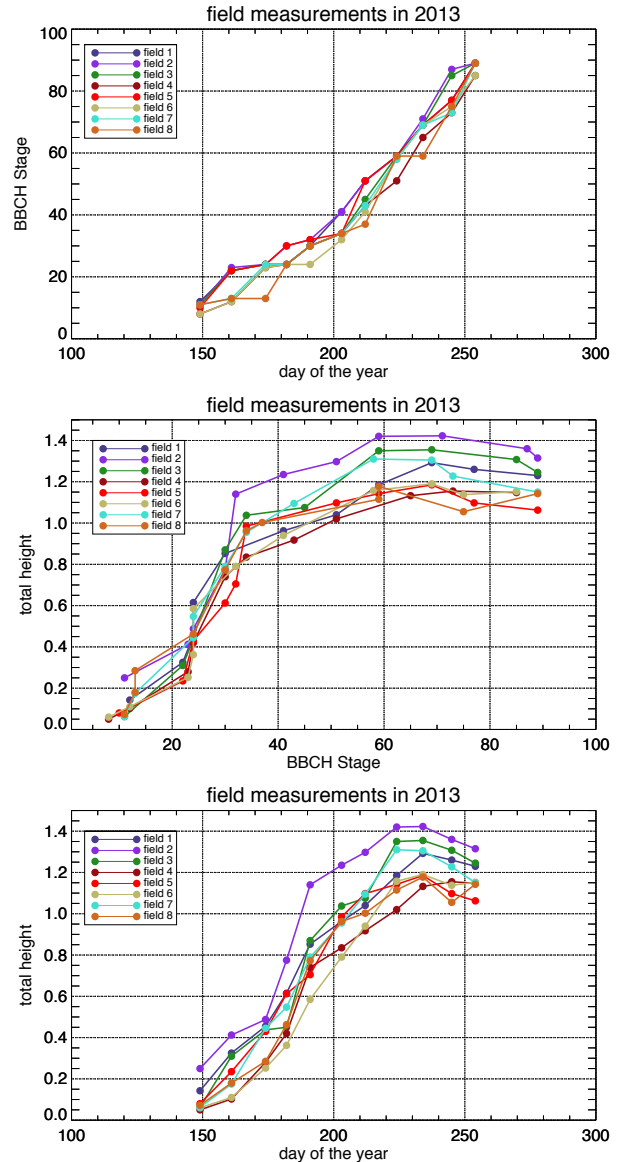 field measurements in 2013
100
80
60
40
20
0
BBCH Stage
field 1
field 2
field 3
field 4
field 5
field 6
field 7
field 8
100 150 200 250 300
day of the year
field measurements in 2013
1.4
1.2
1.0
0.8
0.6
0.4
0.2
0.0
total height
field 1
field 2
field 3
field 4
field 5
field 6
field 7
field 8
20 40 60 80 100
BBCH Stage
field measurements in 2013
1.4
1.2
1.0
0.8
0.6
0.4
0.2
0.0
total height
field 1
field 2
field 3
field 4
field 5
field 6
field 7
field 8
100 150 200 250 300
day of the year